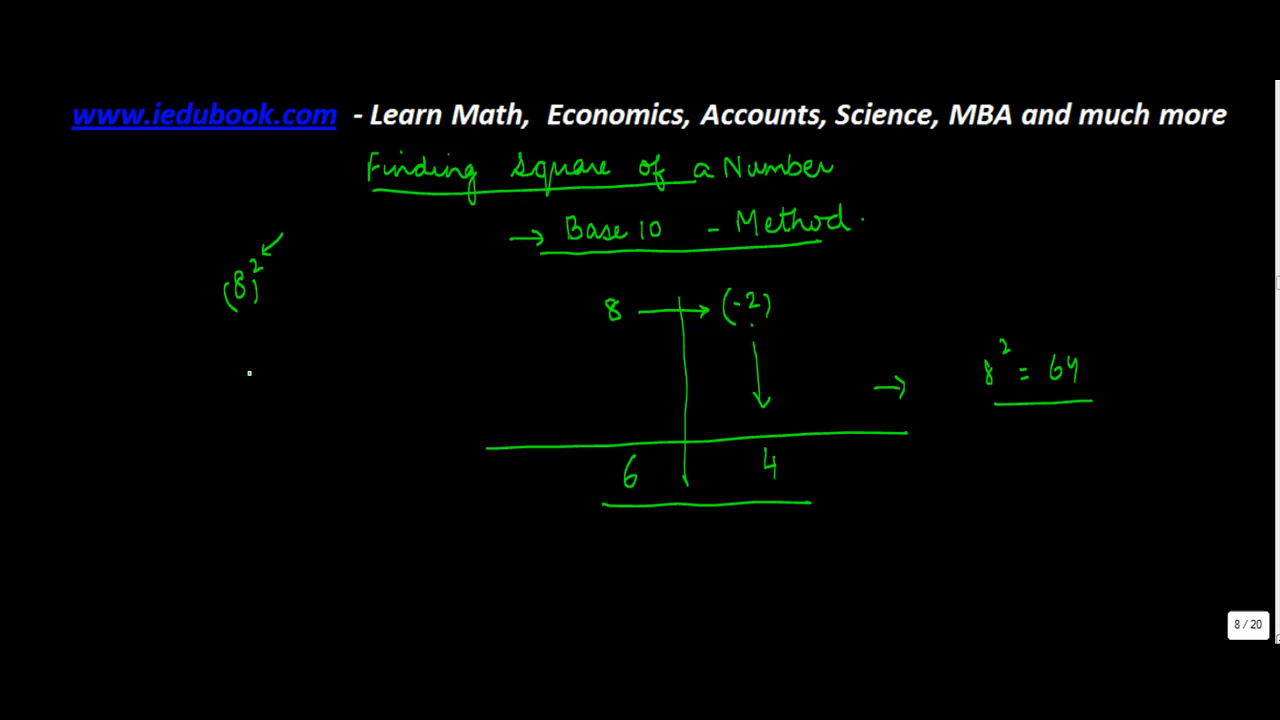 www.iedubook.com - Learn Math, Economics, Accounts, Science, MBA and much more
Finding Square of a Number
→ Base 10 - Method.
(8)²
8 → (-2)
→ 8² = 64
6 4
8 / 20